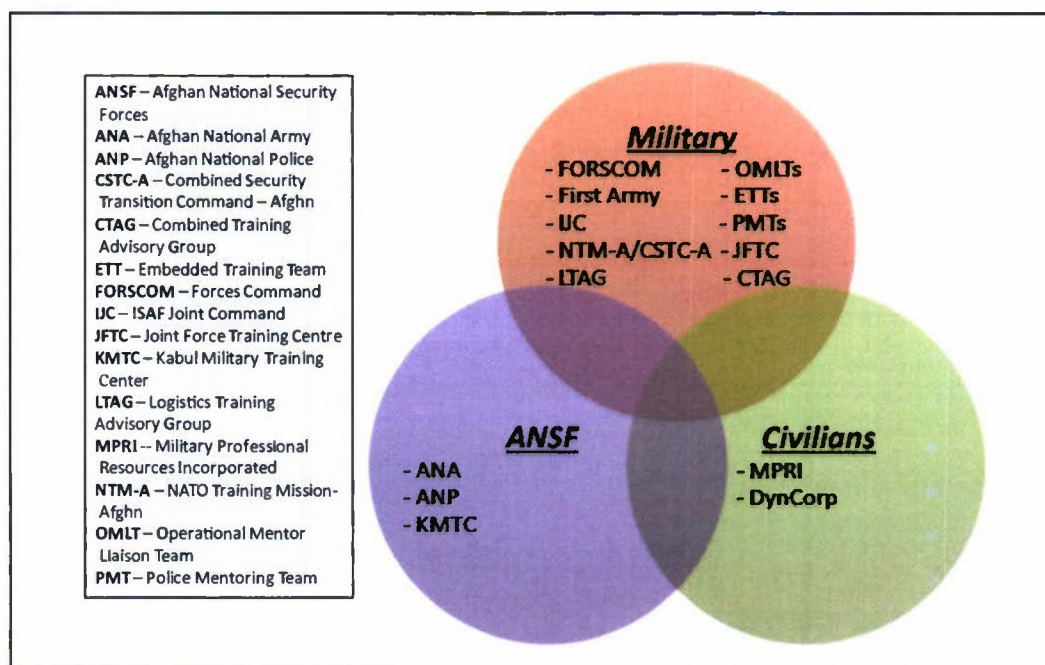 ANSF – Afghan National Security
Forces
ANA – Afghan National Army
ANP – Afghan National Police
CSTC-A – Combined Security
Transition Command – Afghn
CTAG – Combined Training
Advisory Group
ETT – Embedded Training Team
FORSCOM – Forces Command
IJC – ISAF Joint Command
JFTC – Joint Force Training Centre
KMTC – Kabul Military Training
Center
LTAG – Logistics Training
Advisory Group
MPRI -- Military Professional
Resources Incorporated
NTM-A – NATO Training Mission-
Afghn
OMLT – Operational Mentor
Liaison Team
PMT – Police Mentoring Team
Military
- FORSCOM
- First Army
- IJC
- NTM-A/CSTC-A
- LTAG
- OMLTs
- ETTs
- PMTs
- JFTC
- CTAG
ANSF
- ANA
- ANP
- KMTC
Civilians
- MPRI
- DynCorp